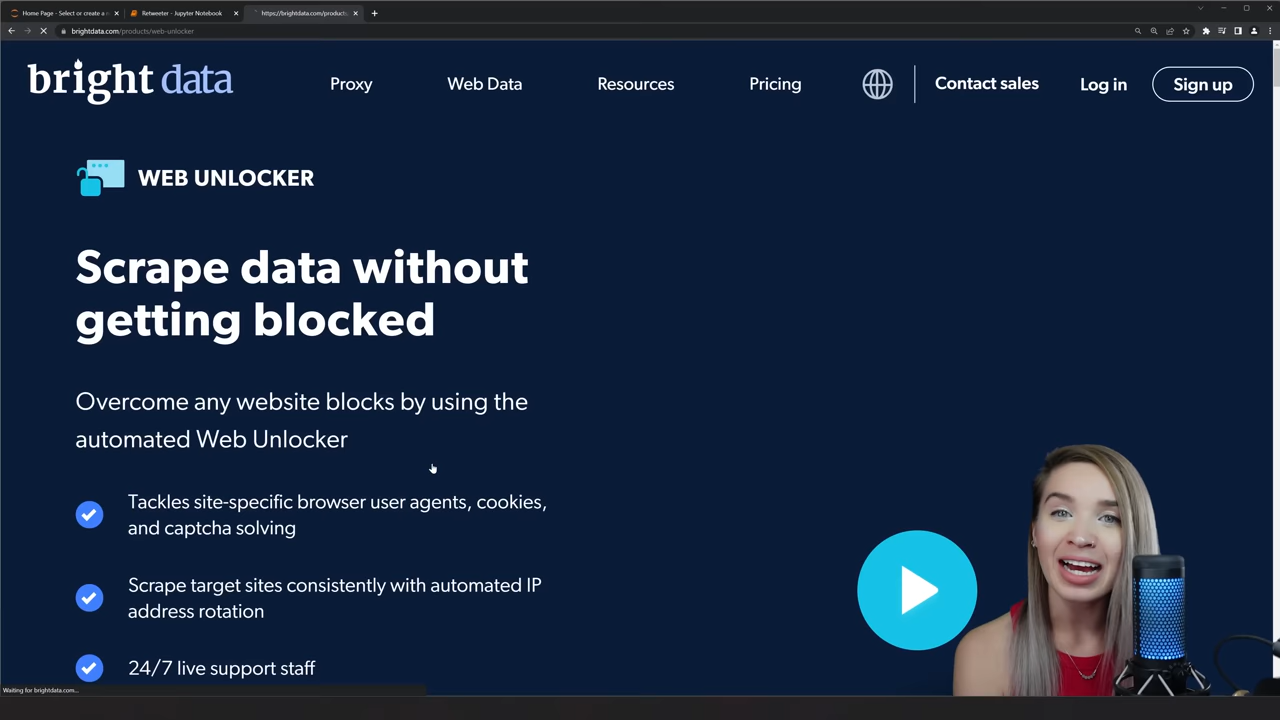 Home Page - Select or create a n
Retweeter - Jupyter Notebook
https://brightdata.com/products
brightdata.com/products/web-unlocker
bright data
Proxy
Web Data
Resources
Pricing
Contact sales
Log in
Sign up
WEB UNLOCKER
Scrape data without
getting blocked
Overcome any website blocks by using the
automated Web Unlocker
Tackles site-specific browser user agents, cookies,
and captcha solving
Scrape target sites consistently with automated IP
address rotation
24/7 live support staff
Waiting for brightdata.com...